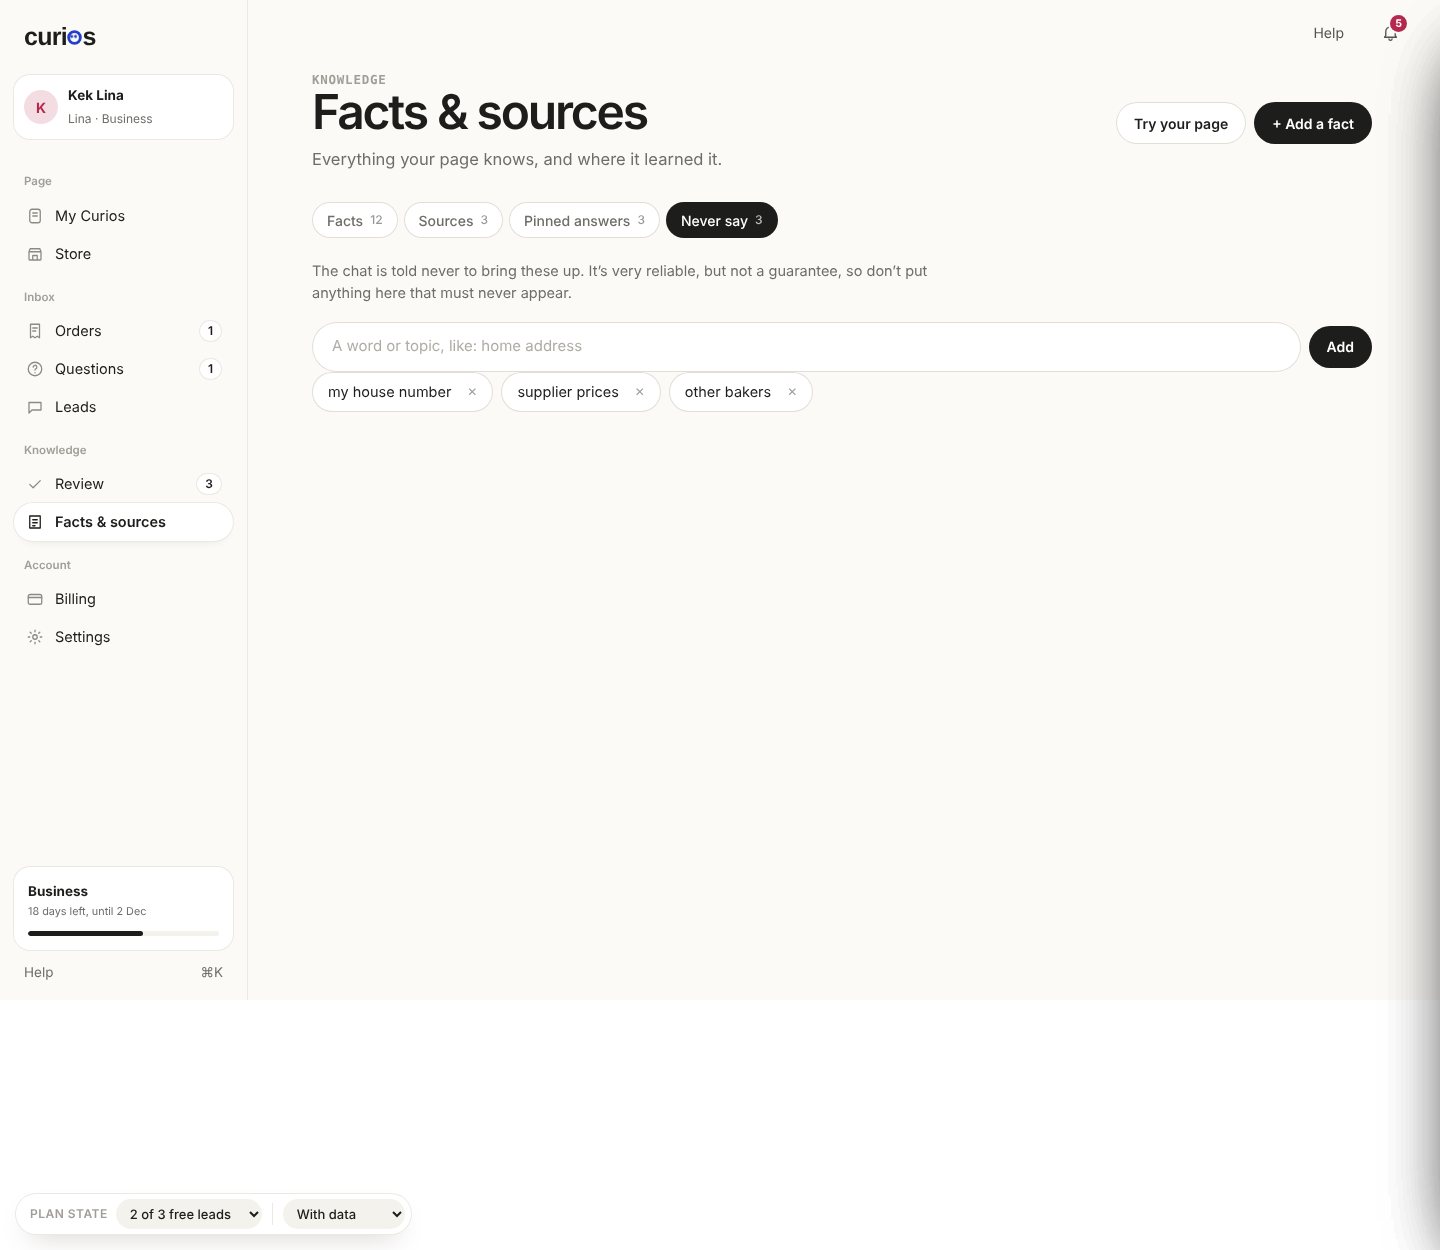 curios
Kek Lina
Lina · Business
Page
My Curios
Store
Inbox
Orders 1
Questions 1
Leads
Knowledge
Review 3
Facts & sources
Account
Billing
Settings
Business
18 days left, until 2 Dec
Help ⌘K
Help 5
KNOWLEDGE
Facts & sources
Everything your page knows, and where it learned it.
Try your page + Add a fact
Facts 12 Sources 3 Pinned answers 3 Never say 3
The chat is told never to bring these up. It’s very reliable, but not a guarantee, so don’t put
anything here that must never appear.
A word or topic, like: home address Add
my house number × supplier prices × other bakers ×
PLAN STATE 2 of 3 free leads With data